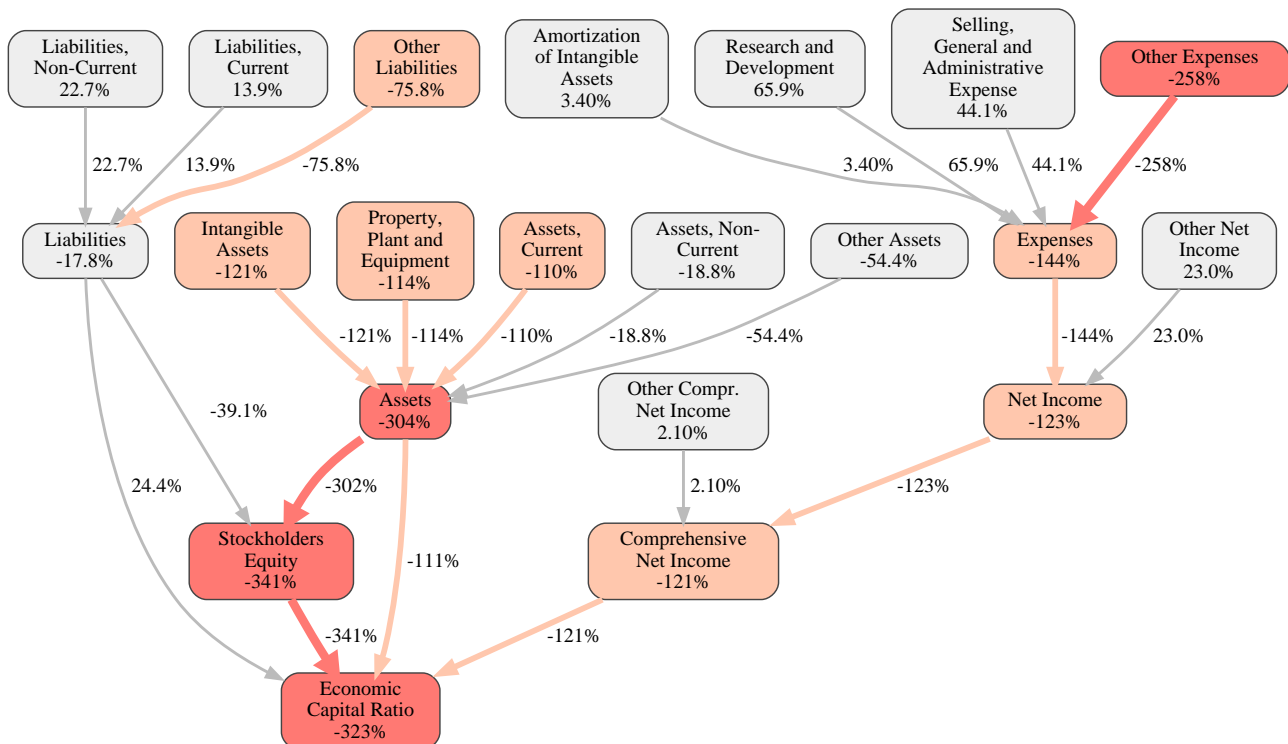 Liabilities,
Non-Current
22.7%
Liabilities,
Current
13.9%
Other
Liabilities
-75.8%
Amortization
of Intangible
Assets
3.40%
Research and
Development
65.9%
Selling,
General and
Administrative
Expense
44.1%
Other Expenses
-258%
22.7%
13.9%
-75.8%
3.40%
65.9%
44.1%
-258%
Liabilities
-17.8%
Intangible
Assets
-121%
Property,
Plant and
Equipment
-114%
Assets,
Current
-110%
Assets, Non-
Current
-18.8%
Other Assets
-54.4%
Expenses
-144%
Other Net
Income
23.0%
-121%
-114%
-110%
-18.8%
-54.4%
-144%
23.0%
-39.1%
Assets
-304%
Other Compr.
Net Income
2.10%
Net Income
-123%
24.4%
-302%
2.10%
-123%
Stockholders
Equity
-341%
-111%
Comprehensive
Net Income
-121%
-341%
-121%
Economic
Capital Ratio
-323%